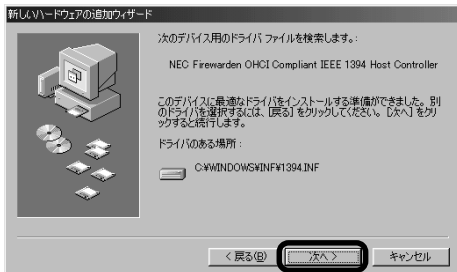 新しいハードウェアの追加ウィザード
次のデバイス用のドライバ ファイルを検索します。:
NEC Firewarden OHCI Compliant IEEE 1394 Host Controller
このデバイスに最適なドライバをインストールする準備ができました。別
のドライバを選択するには、[戻る] をクリックしてください。[次へ] をクリ
ックすると続行します。
ドライバのある場所:
C:¥WINDOWS¥INF¥1394.INF
< 戻る(B)
次へ >
キャンセル